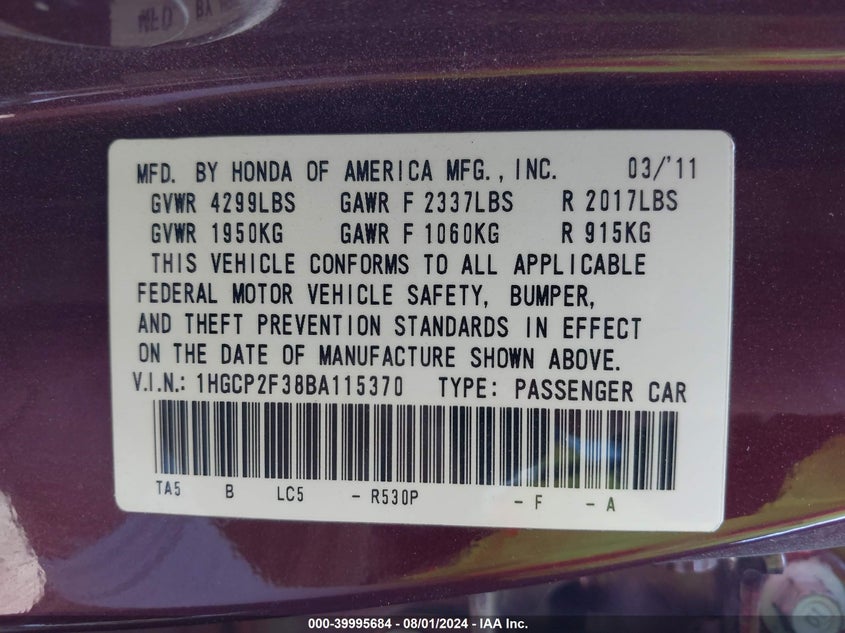 MFD. BY HONDA OF AMERICA MFG., INC. 03/'11
GVWR 4299LBS GAWR F 2337LBS R 2017LBS
GVWR 1950KG GAWR F 1060KG R 915KG
THIS VEHICLE CONFORMS TO ALL APPLICABLE
FEDERAL MOTOR VEHICLE SAFETY, BUMPER,
AND THEFT PREVENTION STANDARDS IN EFFECT
ON THE DATE OF MANUFACTURE SHOWN ABOVE.
V.I.N.: 1HGCP2F38BA115370 TYPE: PASSENGER CAR
TA5 B LC5 - R530P - F - A
000-39995684 - 08/01/2024 - IAA Inc.